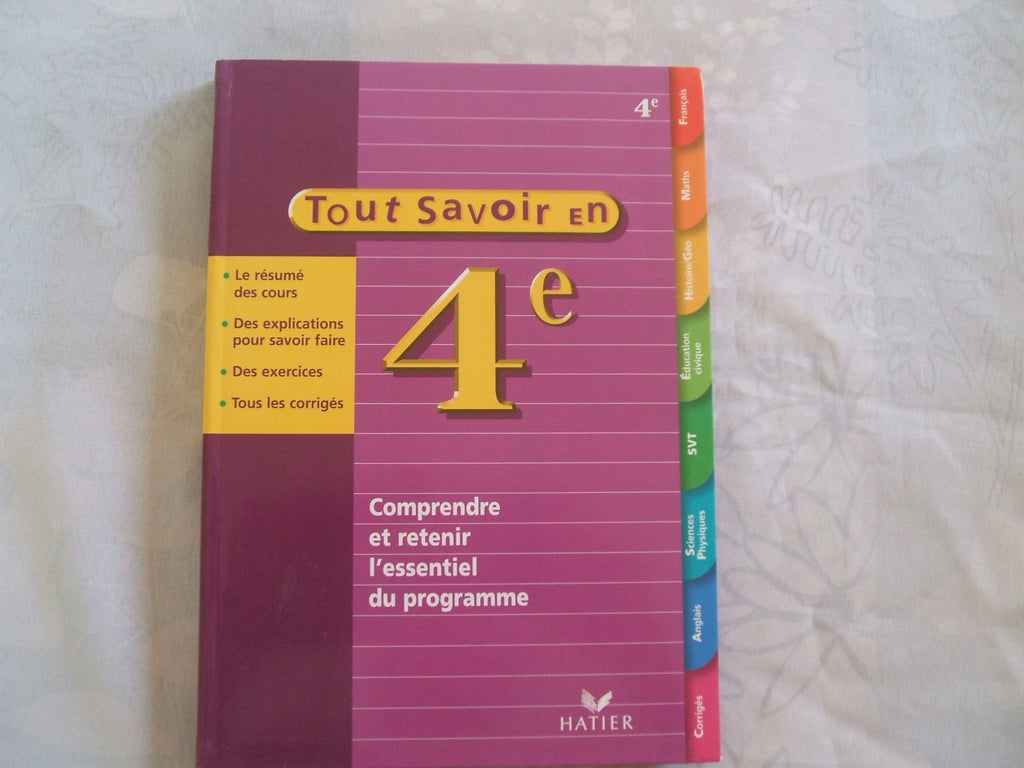 4e
Tout Savoir En
4e
• Le résumé
des cours
• Des explications
pour savoir faire
• Des exercices
• Tous les corrigés
Comprendre
et retenir
l'essentiel
du programme
HATIER
Français
Maths
Histoire/Géo
Éducation
civique
SVT
Sciences
Physiques
Anglais
Corrigés